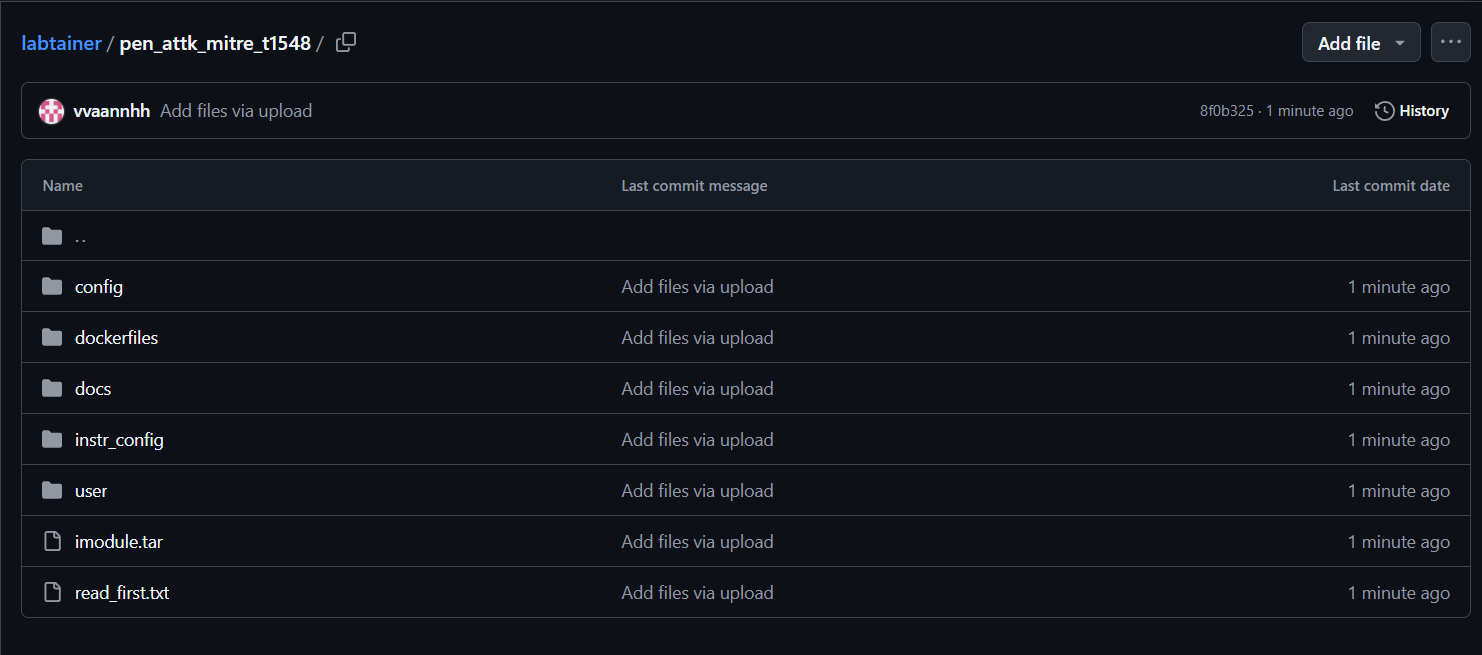 labtainer / pen_attk_mitre_t1548 /
Add file
vvaannhh Add files via upload 8f0b325 · 1 minute ago History
Name Last commit message Last commit date
..
config Add files via upload 1 minute ago
dockerfiles Add files via upload 1 minute ago
docs Add files via upload 1 minute ago
instr_config Add files via upload 1 minute ago
user Add files via upload 1 minute ago
imodule.tar Add files via upload 1 minute ago
read_first.txt Add files via upload 1 minute ago